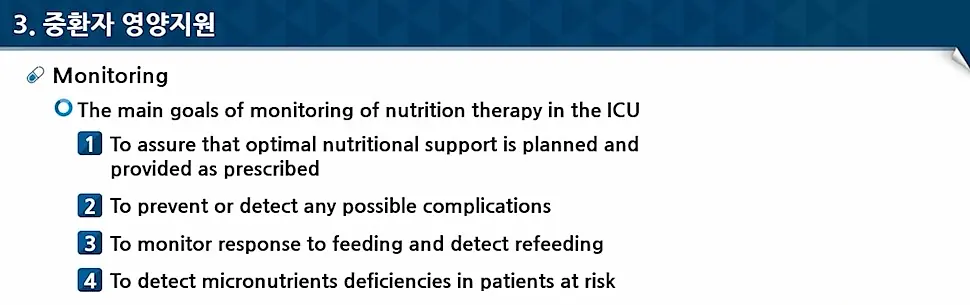 3. 중환자 영양지원
Monitoring
The main goals of monitoring of nutrition therapy in the ICU
1 To assure that optimal nutritional support is planned and
provided as prescribed
2 To prevent or detect any possible complications
3 To monitor response to feeding and detect refeeding
4 To detect micronutrients deficiencies in patients at risk